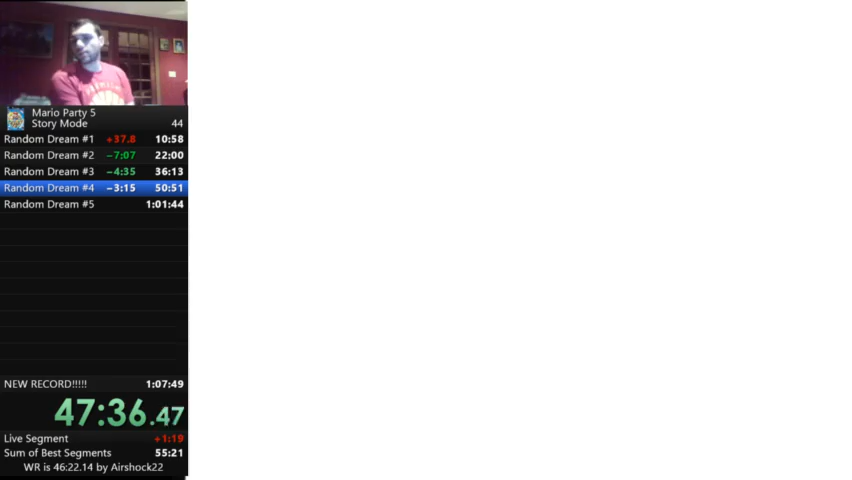 Mario Party 5
Story Mode 44
Random Dream #1 +37.8 10:58
Random Dream #2 −7:07 22:00
Random Dream #3 −4:35 36:13
Random Dream #4 −3:15 50:51
Random Dream #5 1:01:44
NEW RECORD!!!!! 1:07:49
47:36.47
Live Segment +1:19
Sum of Best Segments 55:21
WR is 46:22.14 by Airshock22